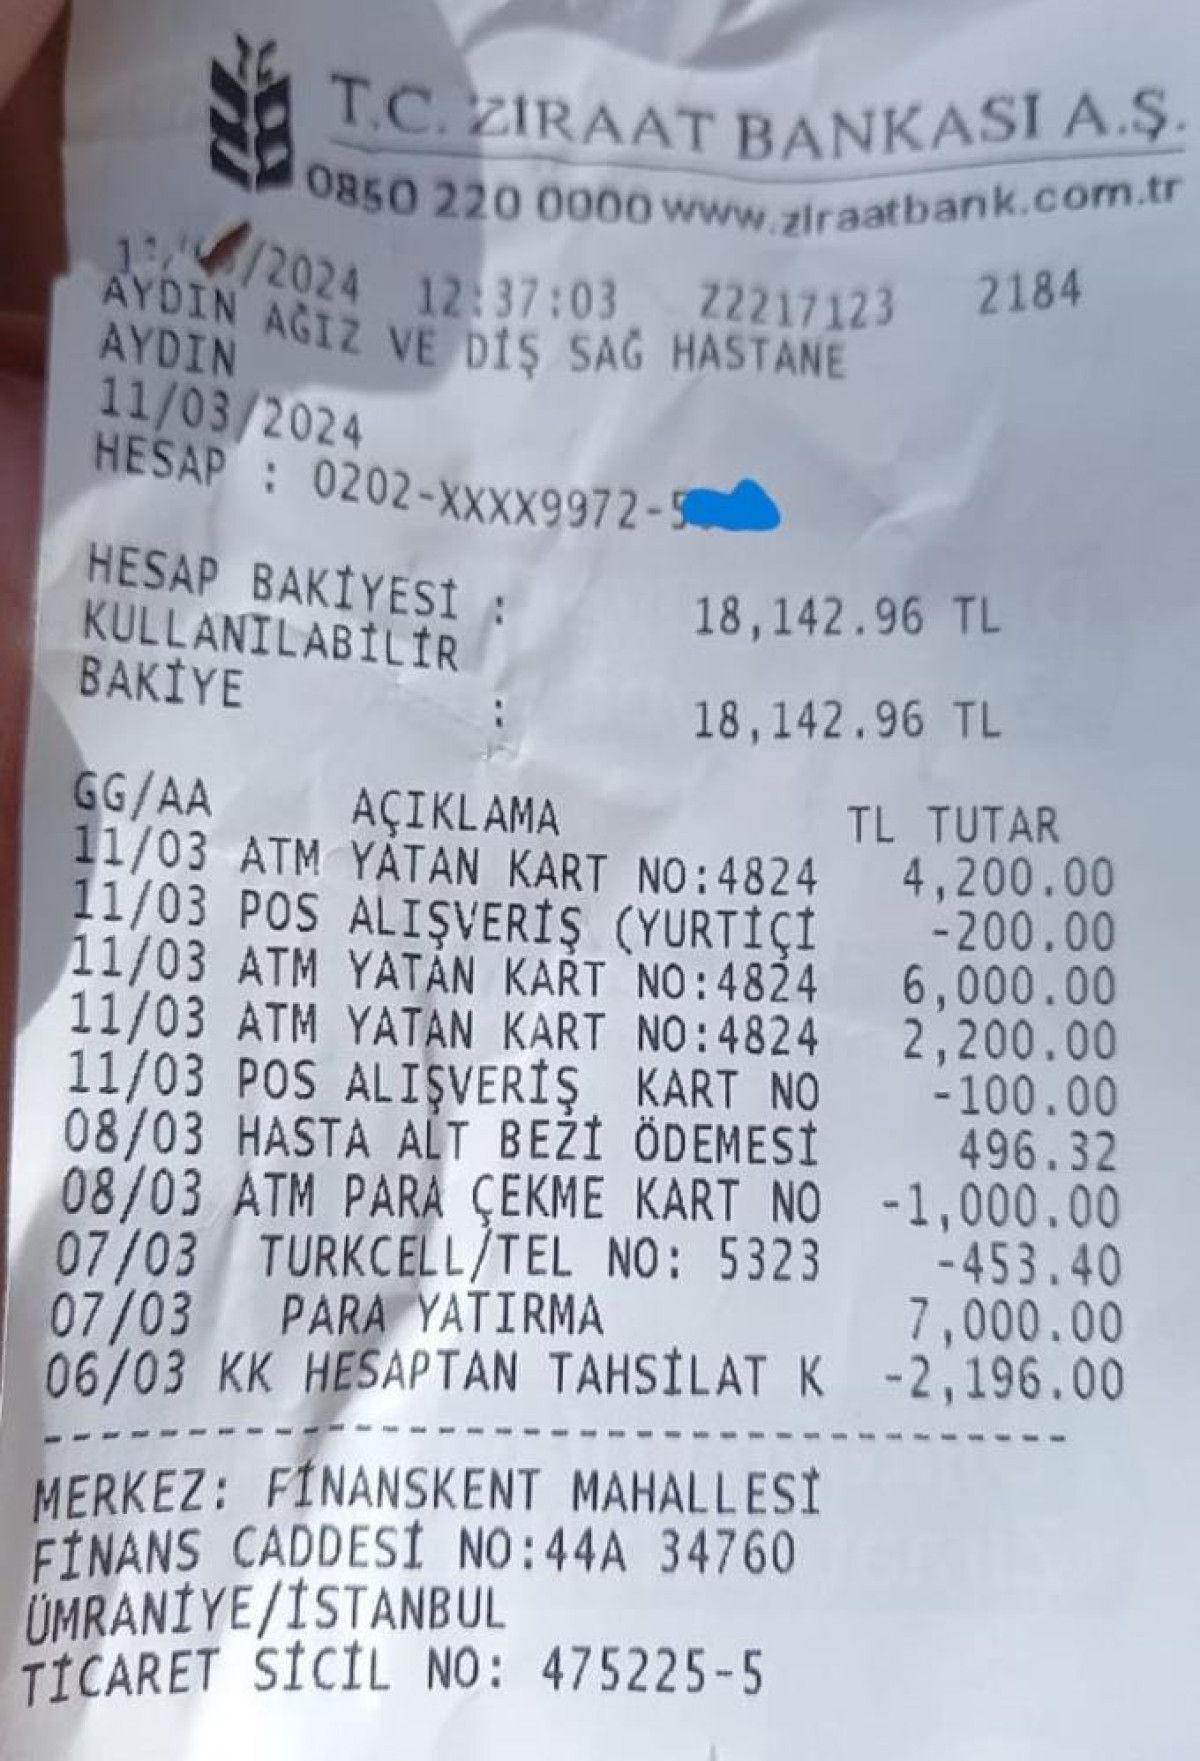 T.C. ZİRAAT BANKASI A.Ş.
0850 220 0000 www.ziraatbank.com.tr
/2024 12:37:03 Z2217123 2184
AYDIN AĞIZ VE DİŞ SAĞ HASTANE
AYDIN
11/03/2024
HESAP : 0202-XXXX9972-5
HESAP BAKİYESİ : 18,142.96 TL
KULLANILABİLİR
BAKİYE : 18,142.96 TL
GG/AA AÇIKLAMA TL TUTAR
11/03 ATM YATAN KART NO:4824 4,200.00
11/03 POS ALIŞVERİŞ (YURTİÇİ -200.00
11/03 ATM YATAN KART NO:4824 6,000.00
11/03 ATM YATAN KART NO:4824 2,200.00
11/03 POS ALIŞVERİŞ KART NO -100.00
08/03 HASTA ALT BEZİ ÖDEMESİ 496.32
08/03 ATM PARA ÇEKME KART NO -1,000.00
07/03 TURKCELL/TEL NO: 5323 -453.40
07/03 PARA YATIRMA 7,000.00
06/03 KK HESAPTAN TAHSİLAT K -2,196.00
------------------------------------
MERKEZ: FİNANSKENT MAHALLESİ
FİNANS CADDESİ NO:44A 34760
ÜMRANİYE/İSTANBUL
TİCARET SİCİL NO: 475225-5